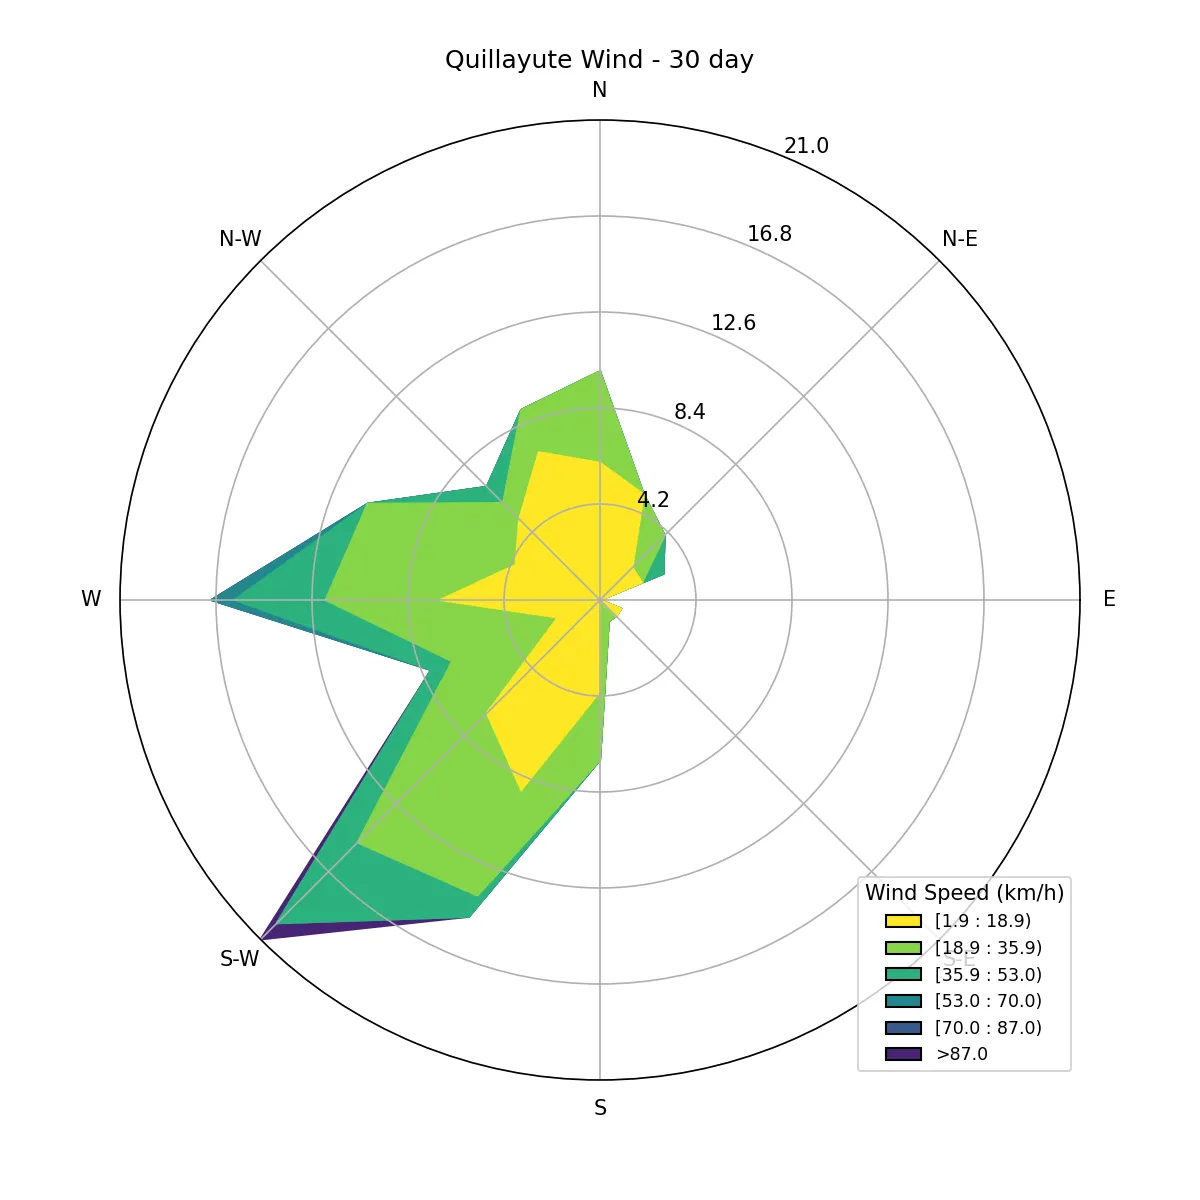 Quillayute Wind - 30 day
N
21.0
N-W
16.8
N-E
12.6
8.4
4.2
W
E
S-W
S-E
S
Wind Speed (km/h)
[1.9 : 18.9)
[18.9 : 35.9)
[35.9 : 53.0)
[53.0 : 70.0)
[70.0 : 87.0)
>87.0